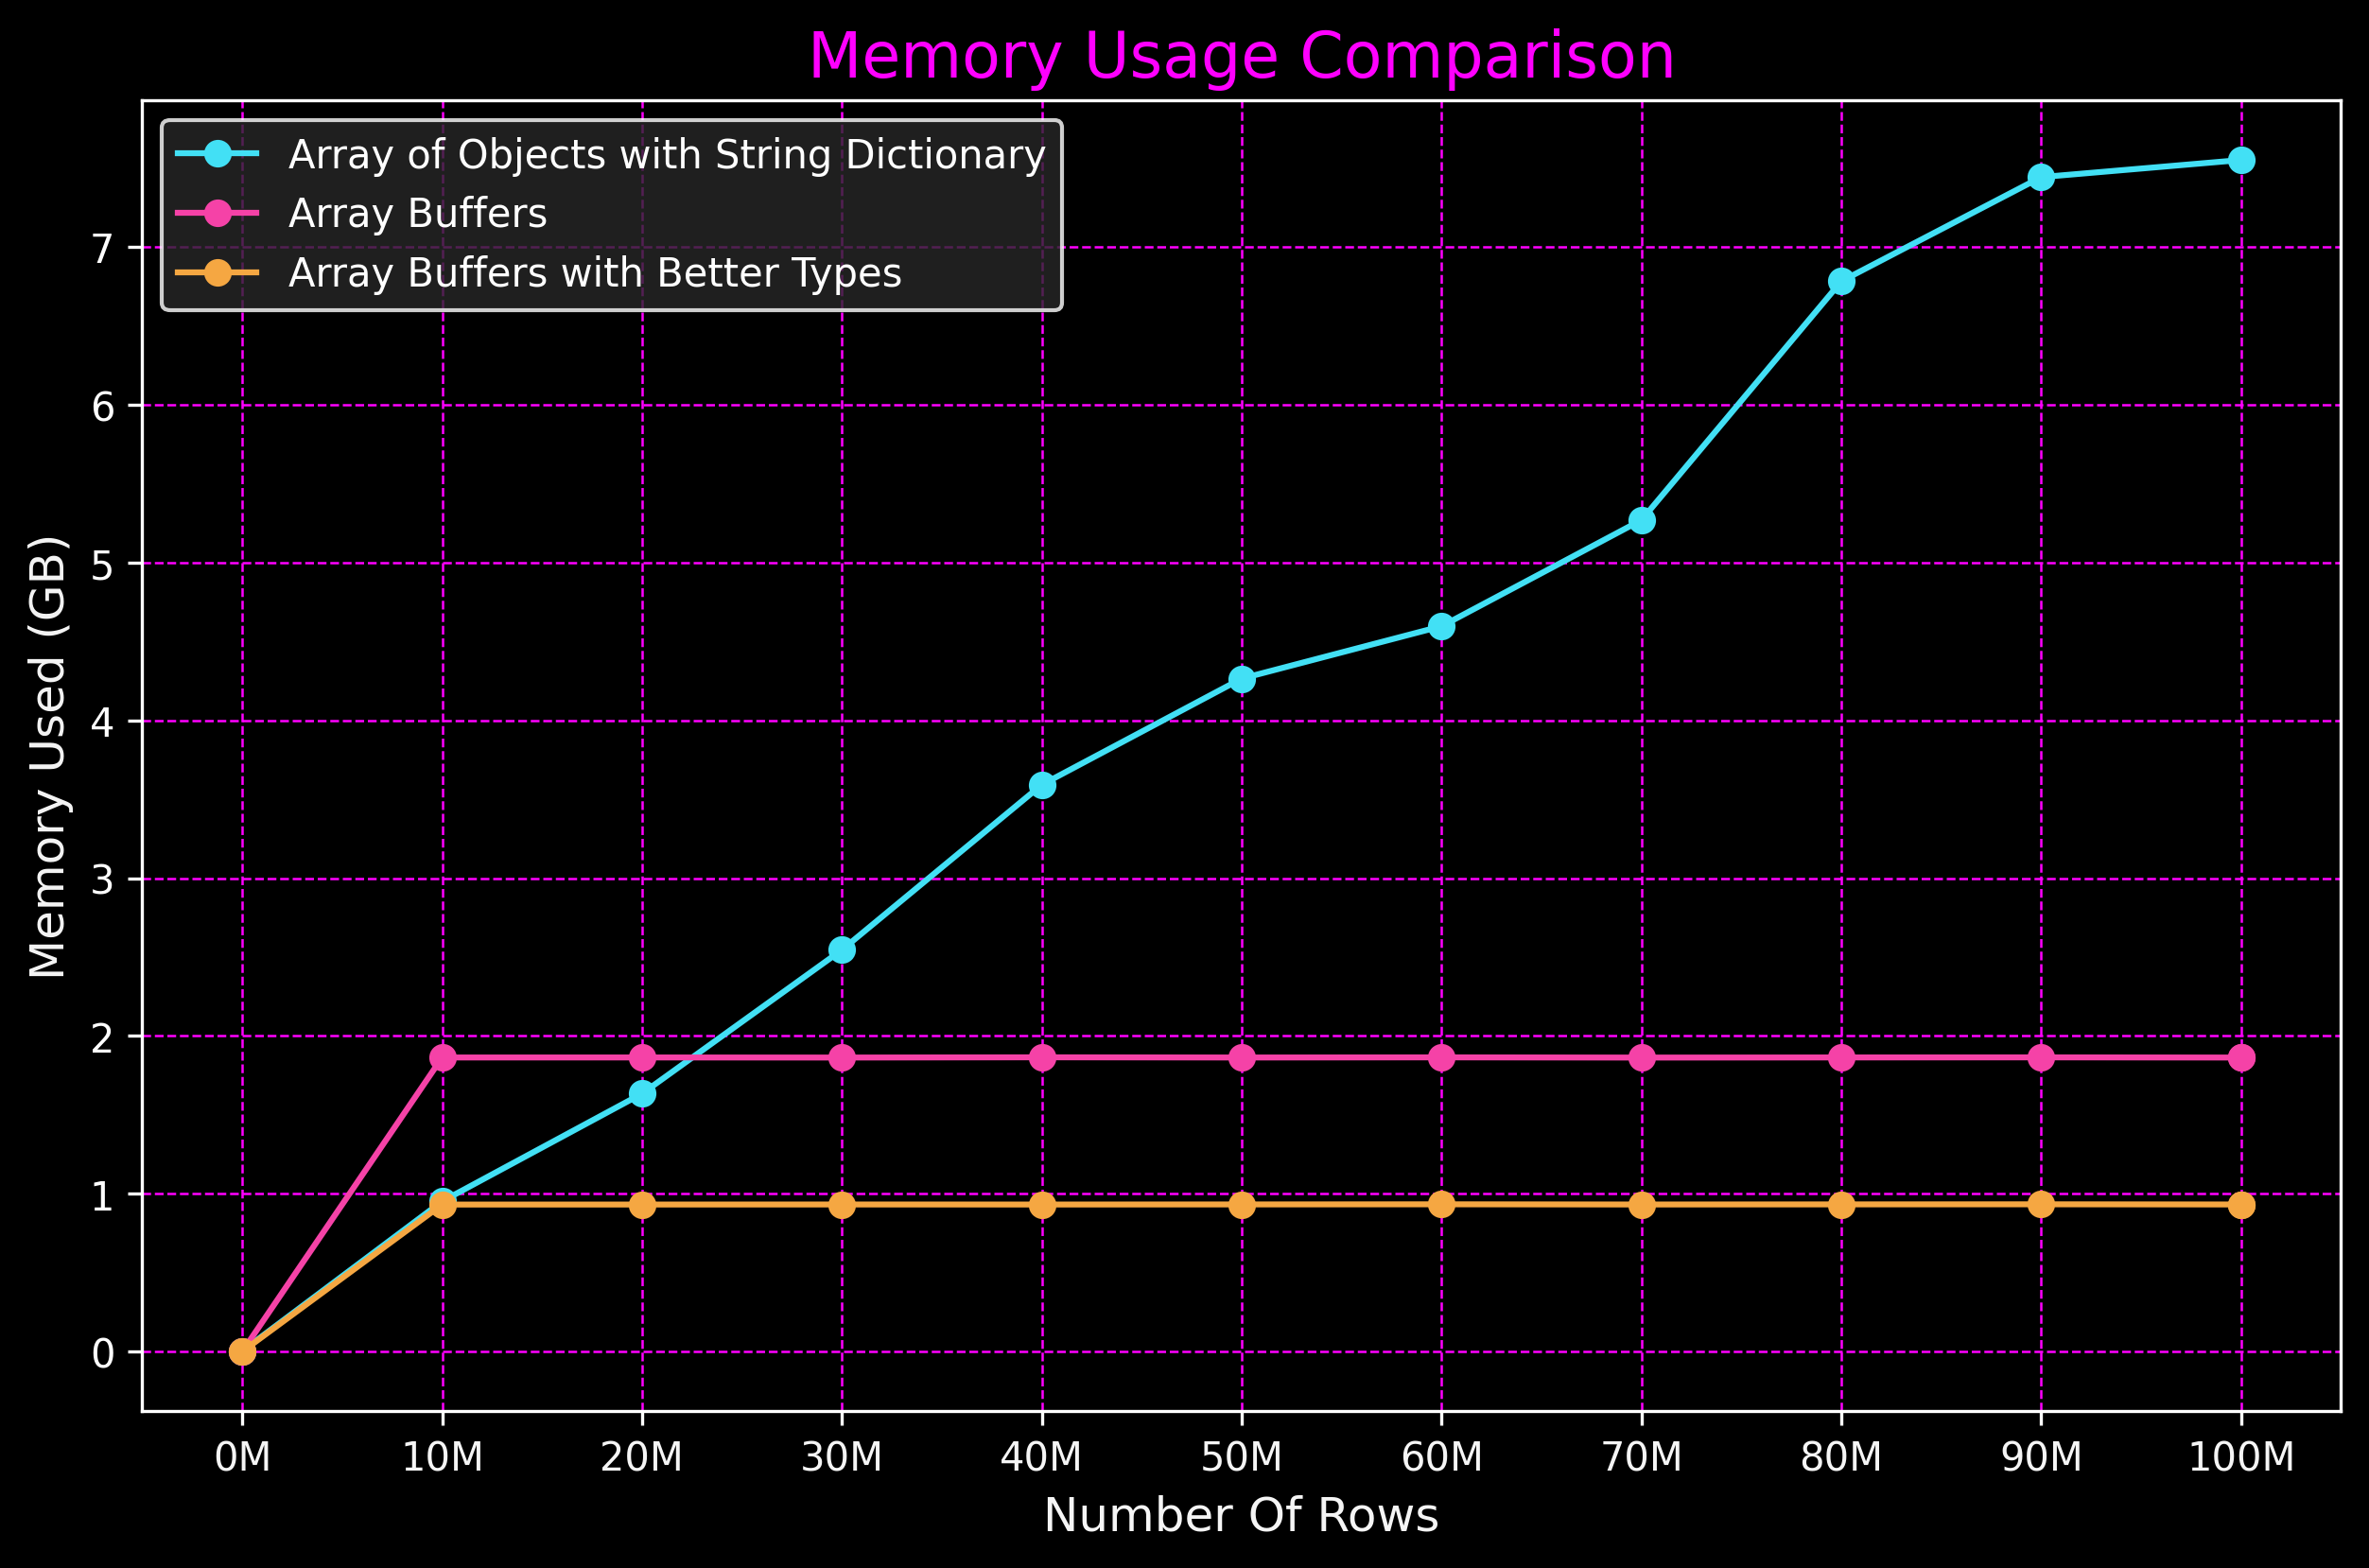 Memory Usage Comparison
Array of Objects with String Dictionary
Array Buffers
Array Buffers with Better Types
Memory Used (GB)
7
6
5
4
3
2
1
0
0M 10M 20M 30M 40M 50M 60M 70M 80M 90M 100M
Number Of Rows